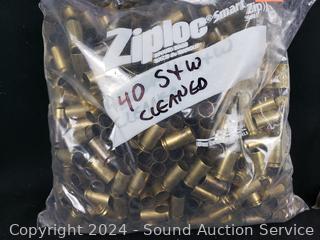 Ziploc®
40 S&W
CLEANED
Copyright 2024 - Sound Auction Service